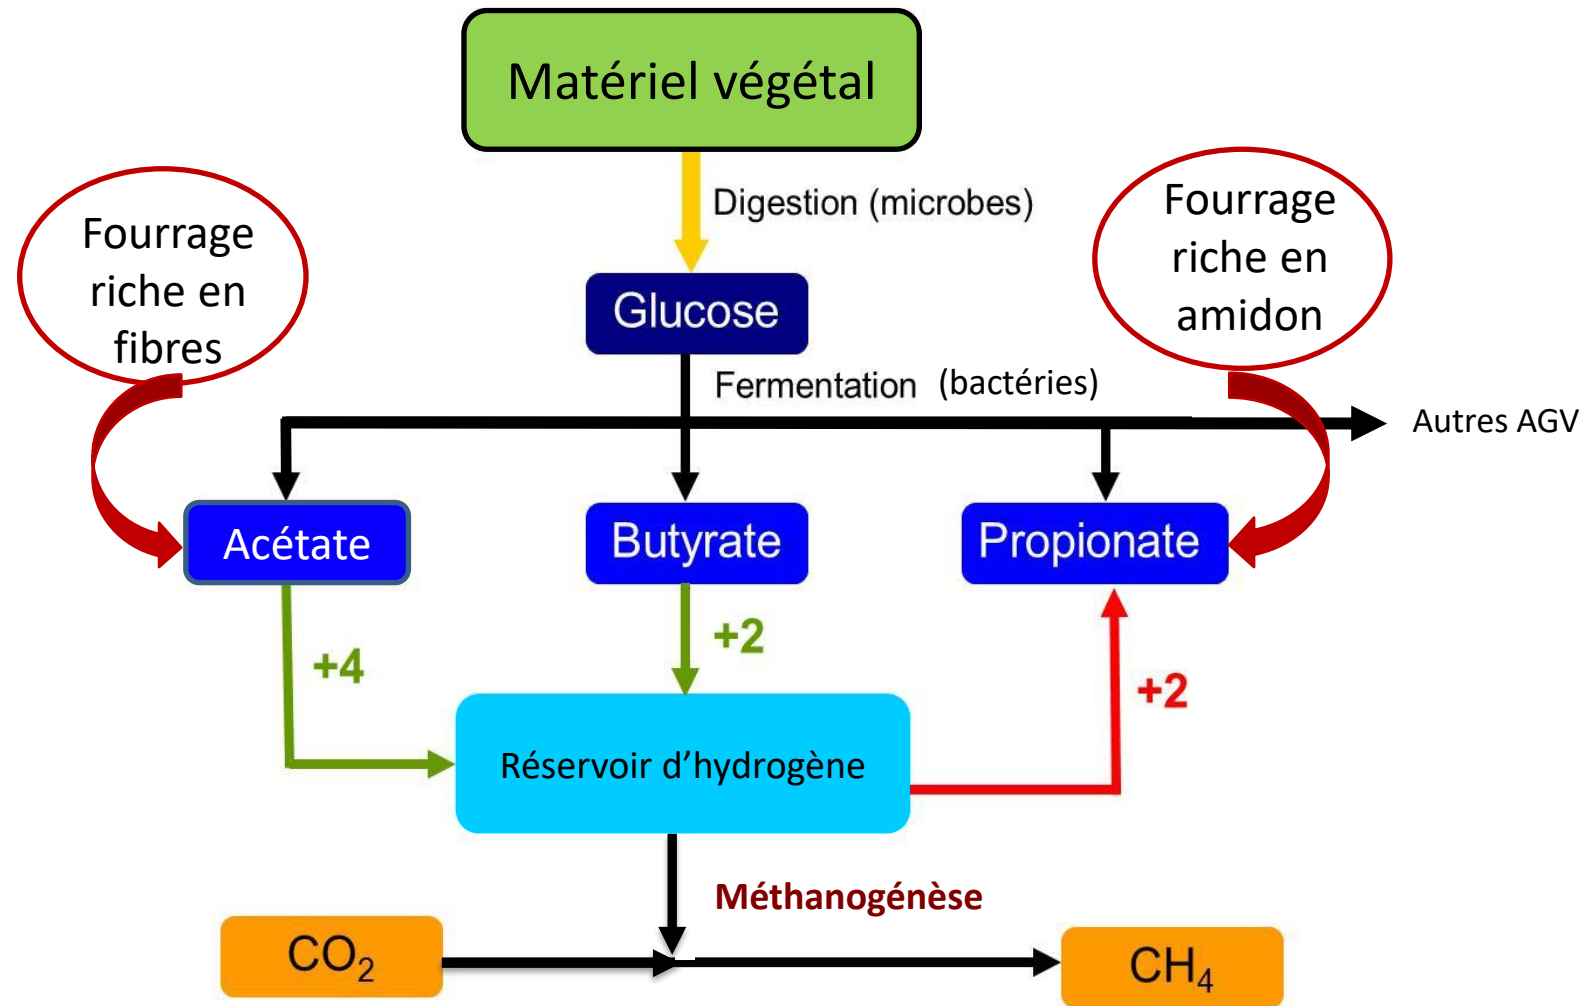 Matériel végétal
Digestion (microbes)
Fourrage
riche en
fibres
Fourrage
riche en
amidon
Glucose
Fermentation (bactéries)
Autres AGV
Acétate
Butyrate
Propionate
+4
+2
+2
Réservoir d’hydrogène
Méthanogénèse
CO₂
CH₄